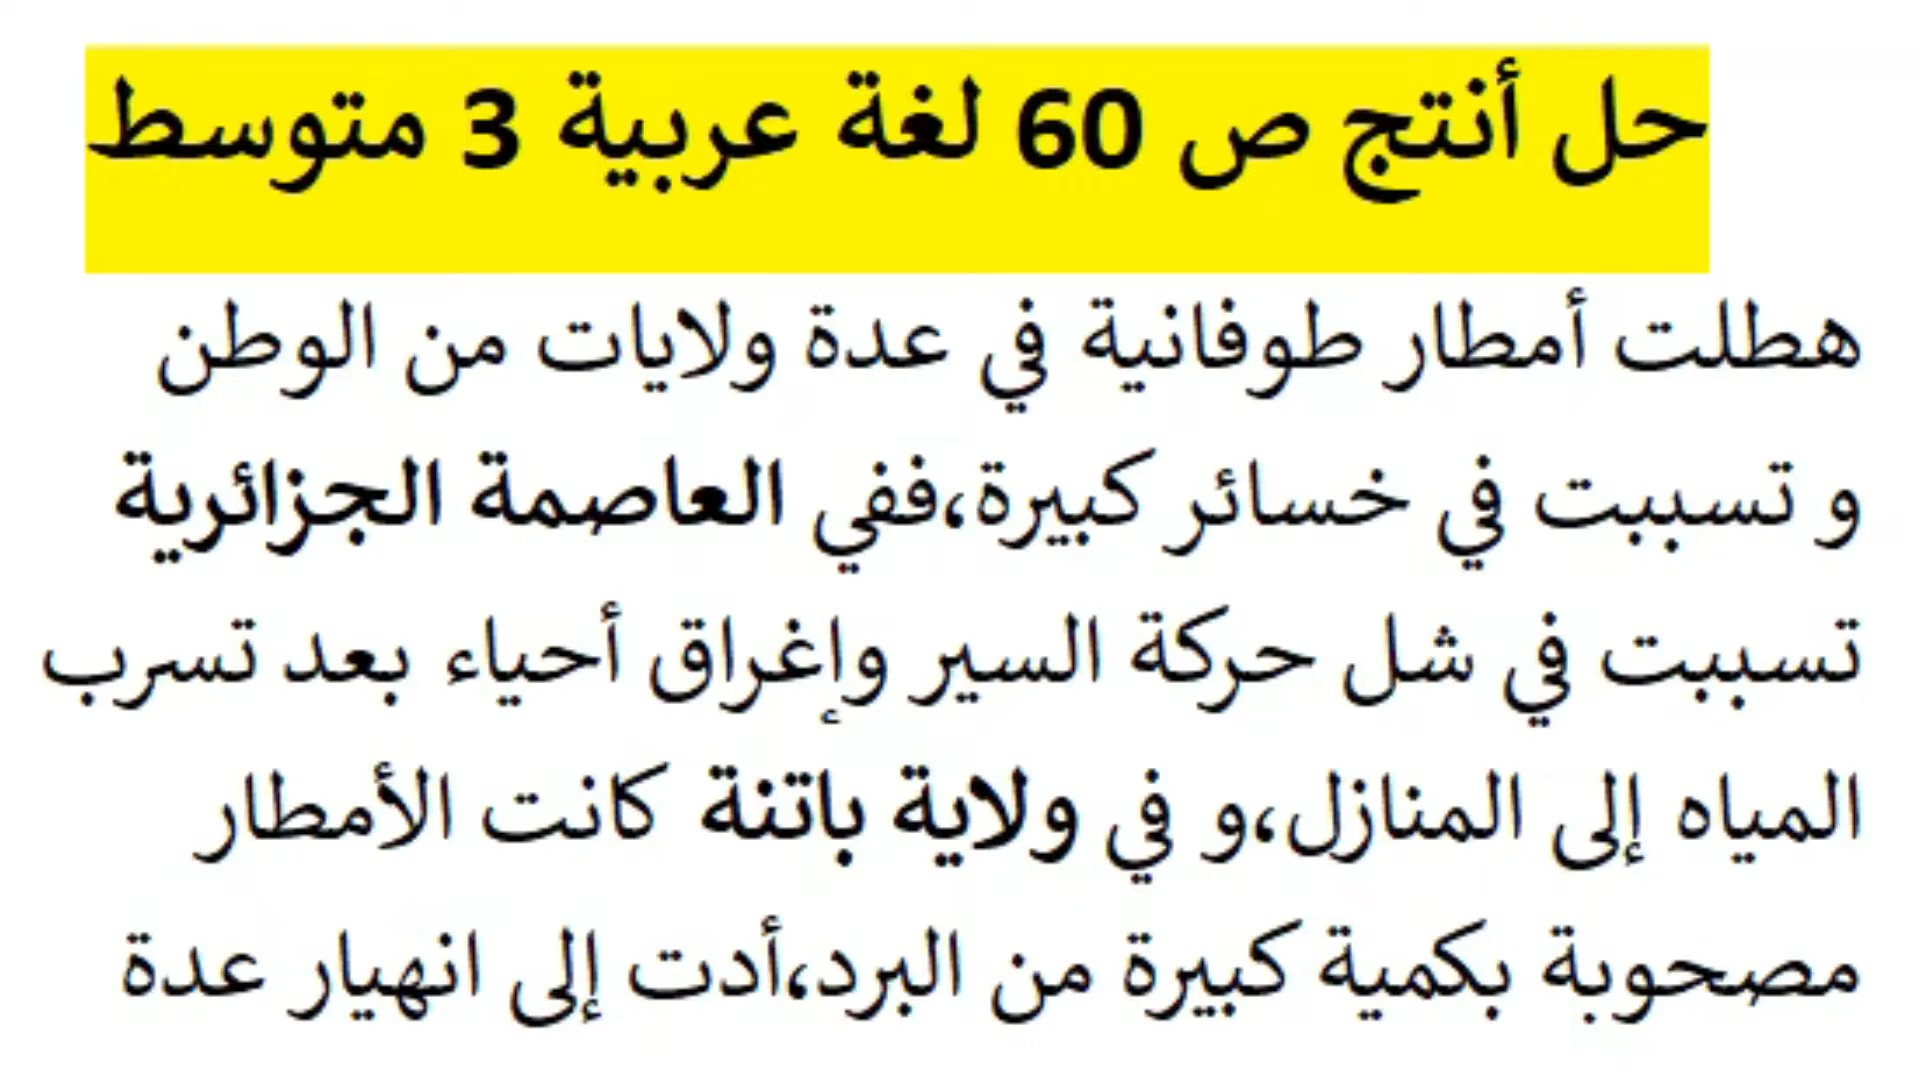 حل أنتج ص 60 لغة عربية 3 متوسط
هطلت أمطار طوفانية في عدة ولايات من الوطن
و تسببت في خسائر كبيرة،ففي العاصمة الجزائرية
تسببت في شل حركة السير وإغراق أحياء بعد تسرب
المياه إلى المنازل،و في ولاية باتنة كانت الأمطار
مصحوبة بكمية كبيرة من البرد،أدت إلى انهيار عدة